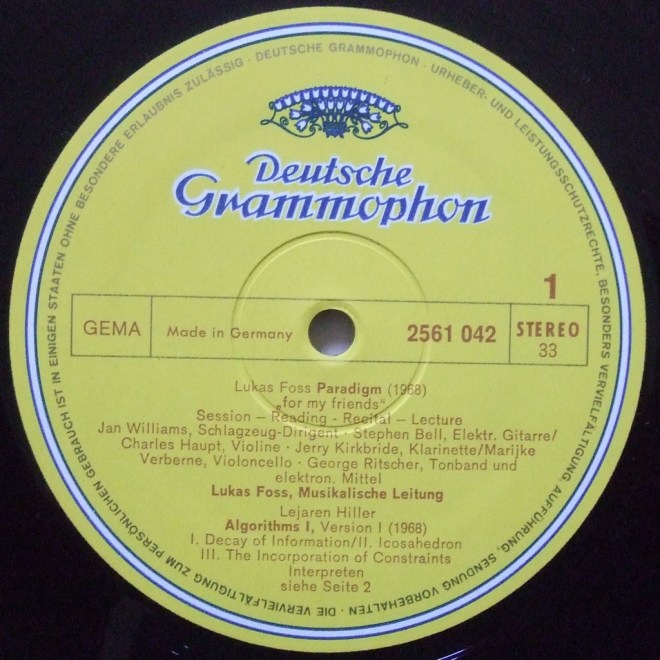 DEUTSCHE GRAMMOPHON · URHEBER- UND LEISTUNGSSCHUTZRECHTE, BESONDERS VERVIELFÄLTIGUNG, AUFFÜHRUNG, SENDUNG VORBEHALTEN · DIE VERVIELFÄLTIGUNG ZUM PERSÖNLICHEN GEBRAUCH IST IN EINIGEN STAATEN OHNE BESONDERE ERLAUBNIS ZULÄSSIG ·
Deutsche
Grammophon
1
GEMA Made in Germany 2561 042 STEREO
33
Lukas Foss Paradigm (1968)
„for my friends“
Session — Reading - Recital — Lecture
Jan Williams, Schlagzeug-Dirigent · Stephen Bell, Elektr. Gitarre/
Charles Haupt, Violine · Jerry Kirkbride, Klarinette/Marijke
Verberne, Violoncello · George Ritscher, Tonband und
elektron. Mittel
Lukas Foss, Musikalische Leitung
Lejaren Hiller
Algorithms I, Version I (1968)
I. Decay of Information/II. Icosahedron
III. The Incorporation of Constraints
Interpreten
siehe Seite 2